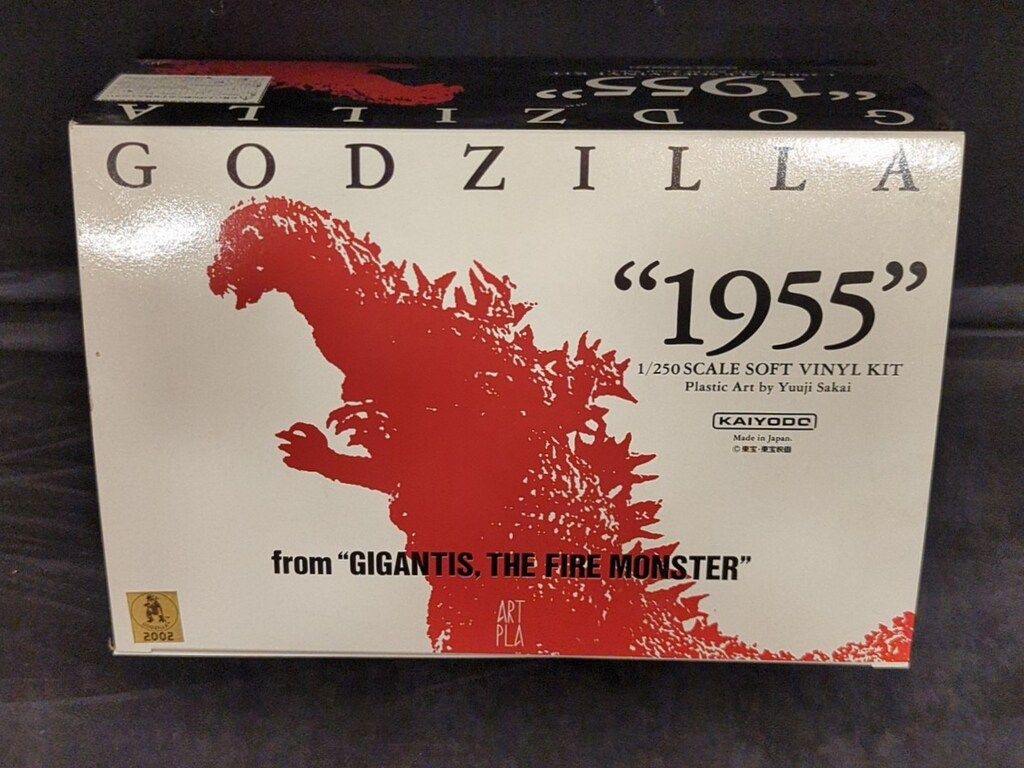 "1955"
GODZILLA
GODZILLA
"1955"
1/250 SCALE SOFT VINYL KIT
Plastic Art by Yuuji Sakai
KAIYODO
Made in Japan.
©東宝・東宝映画
from "GIGANTIS, THE FIRE MONSTER"
ART
PLA
2002